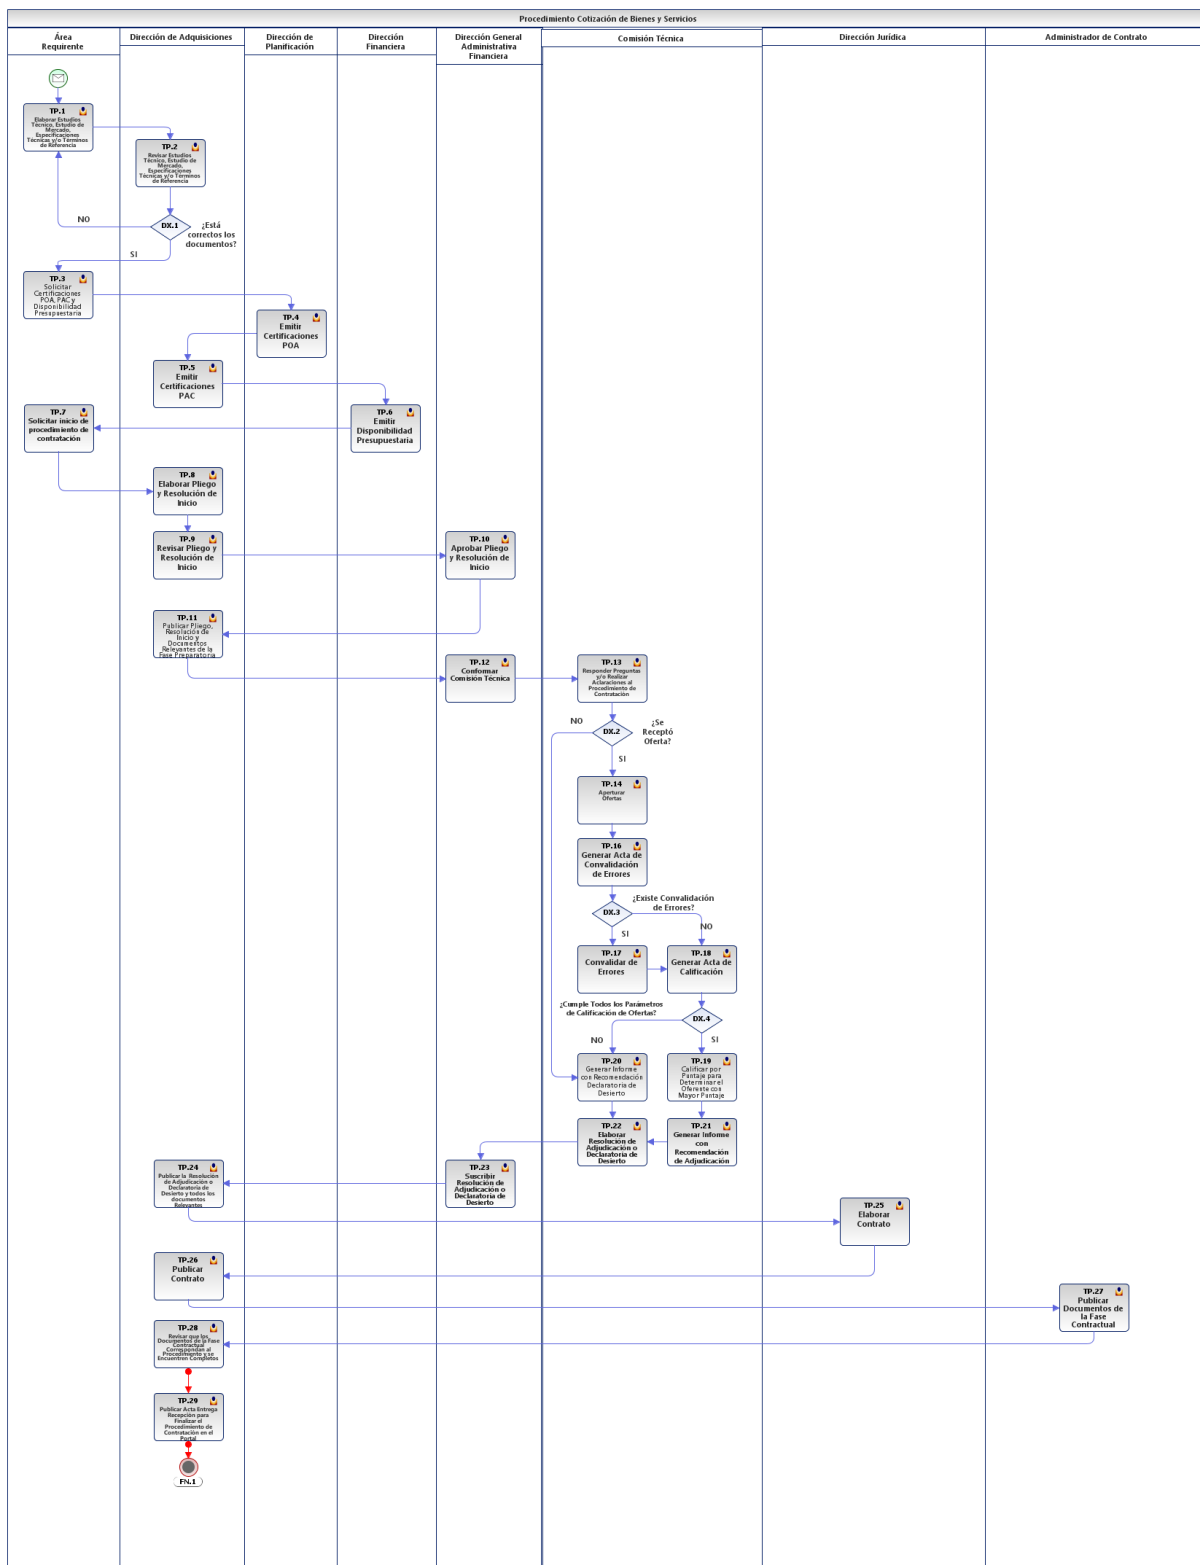 Procedimiento Cotización de Bienes y Servicios
Área
Requirente
Dirección de Adquisiciones
Dirección de
Planificación
Dirección
Financiera
Dirección General
Administrativa
Financiera
Comisión Técnica
Dirección Jurídica
Administrador de Contrato
TP.1
Elaborar Estudios
Técnico, Estudio de
Mercado,
Especificaciones
Técnicas y/o Términos
de Referencia
TP.2
Revisar Estudios
Técnico, Estudio de
Mercado,
Especificaciones
Técnicas y/o Términos
de Referencia
NO
DX.1
¿Está
correctos los
documentos?
SI
TP.3
Solicitar
Certificaciones
POA, PAC y
Disponibilidad
Presupuestaria
TP.4
Emitir
Certificaciones
POA
TP.5
Emitir
Certificaciones
PAC
TP.6
Emitir
Disponibilidad
Presupuestaria
TP.7
Solicitar inicio de
procedimiento de
contratación
TP.8
Elaborar Pliego
y Resolución de
Inicio
TP.9
Revisar Pliego y
Resolución de
Inicio
TP.10
Aprobar Pliego
y Resolución de
Inicio
TP.11
Publicar Pliego,
Resolución de
Inicio y
Documentos
Relevantes de la
Fase Preparatoria
TP.12
Conformar
Comisión Técnica
TP.13
Responder Preguntas
y/o Realizar
Aclaraciones al
Procedimiento de
Contratación
NO
DX.2
¿Se
Receptó
Oferta?
SI
TP.14
Aperturar
Ofertas
TP.16
Generar Acta de
Convalidación
de Errores
¿Existe Convalidación
de Errores?
DX.3
NO
SI
TP.17
Convalidar de
Errores
TP.18
Generar Acta de
Calificación
¿Cumple Todos los Parámetros
de Calificación de Ofertas?
DX.4
NO
SI
TP.20
Generar Informe
con Recomendación
Declaratoria de
Desierto
TP.19
Calificar por
Puntaje para
Determinar el
Oferente con
Mayor Puntaje
TP.22
Elaborar
Resolución de
Adjudicación o
Declaratoria de
Desierto
TP.21
Generar Informe
con
Recomendación
de Adjudicación
TP.24
Publicar la Resolución
de Adjudicación o
Declaratoria de
Desierto y todos los
documentos
Relevantes
TP.23
Suscribir
Resolución de
Adjudicación o
Declaratoria de
Desierto
TP.25
Elaborar
Contrato
TP.26
Publicar
Contrato
TP.27
Publicar
Documentos de
la Fase
Contractual
TP.28
Revisar que los
Documentos de la Fase
Contractual
Correspondan al
Procedimiento y se
Encuentren Completos
TP.29
Publicar Acta Entrega
Recepción para
Finalizar el
Procedimiento de
Contratación en el
Portal
FN.1